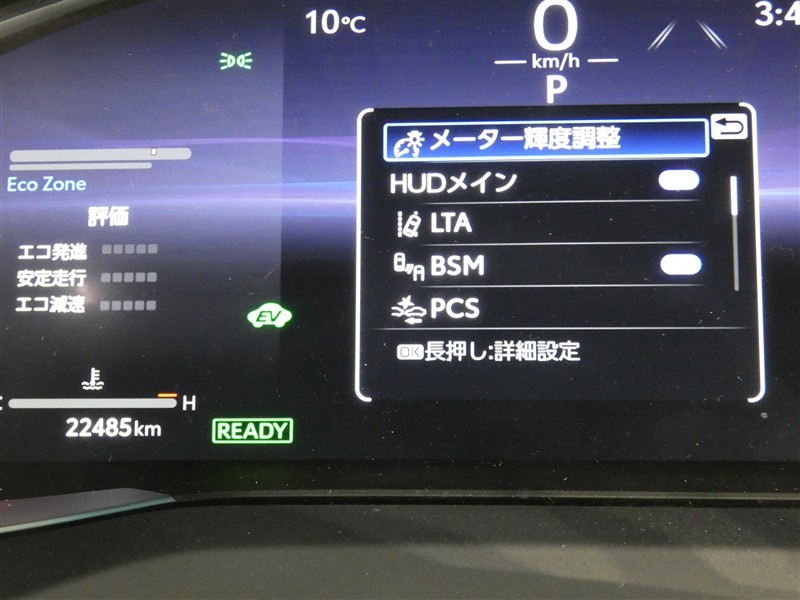 10℃
0
3:4
km/h
P
メーター輝度調整
HUDメイン
LTA
BSM
PCS
OK長押し:詳細設定
Eco Zone
評価
エコ発進
安定走行
エコ減速
EV
H
22485km
READY